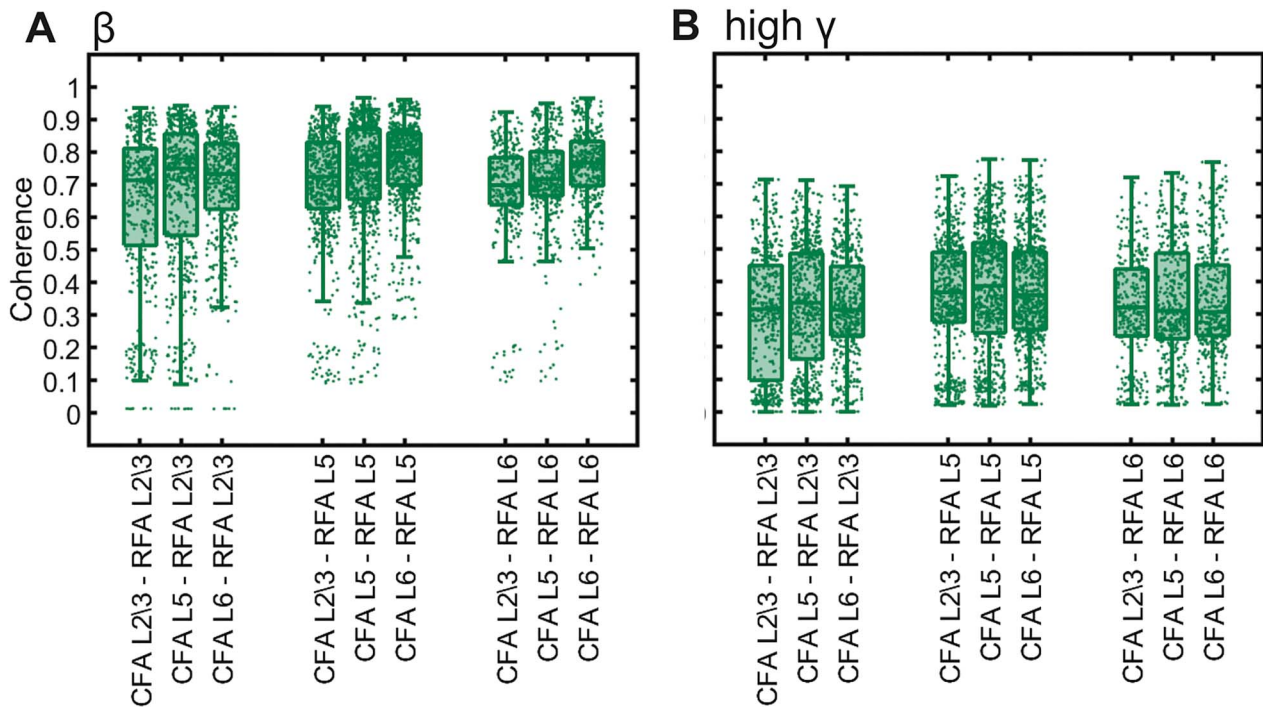 A β
B high γ
Coherence
1
0.9
0.8
0.7
0.6
0.5
0.4
0.3
0.2
0.1
0
CFA L2\3 - RFA L2\3
CFA L5 - RFA L2\3
CFA L6 - RFA L2\3
CFA L2\3 - RFA L5
CFA L5 - RFA L5
CFA L6 - RFA L5
CFA L2\3 - RFA L6
CFA L5 - RFA L6
CFA L6 - RFA L6
CFA L2\3 - RFA L2\3
CFA L5 - RFA L2\3
CFA L6 - RFA L2\3
CFA L2\3 - RFA L5
CFA L5 - RFA L5
CFA L6 - RFA L5
CFA L2\3 - RFA L6
CFA L5 - RFA L6
CFA L6 - RFA L6